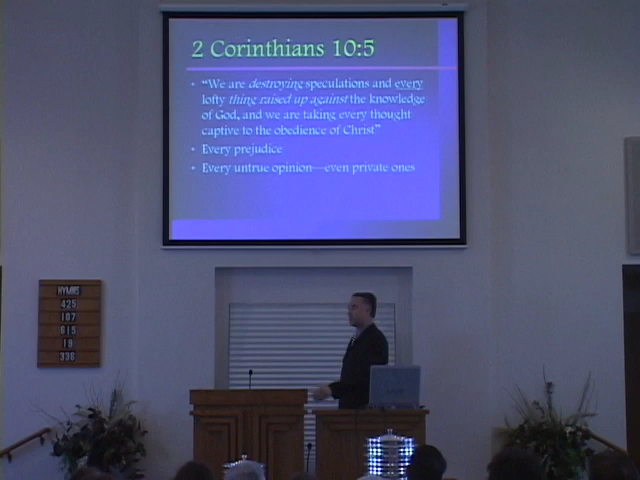 2 Corinthians 10:5
• “We are destroying speculations and every
lofty thing raised up against the knowledge
of God, and we are taking every thought
captive to the obedience of Christ”
• Every prejudice
• Every untrue opinion—even private ones
HYMNS
425
187
615
19
336